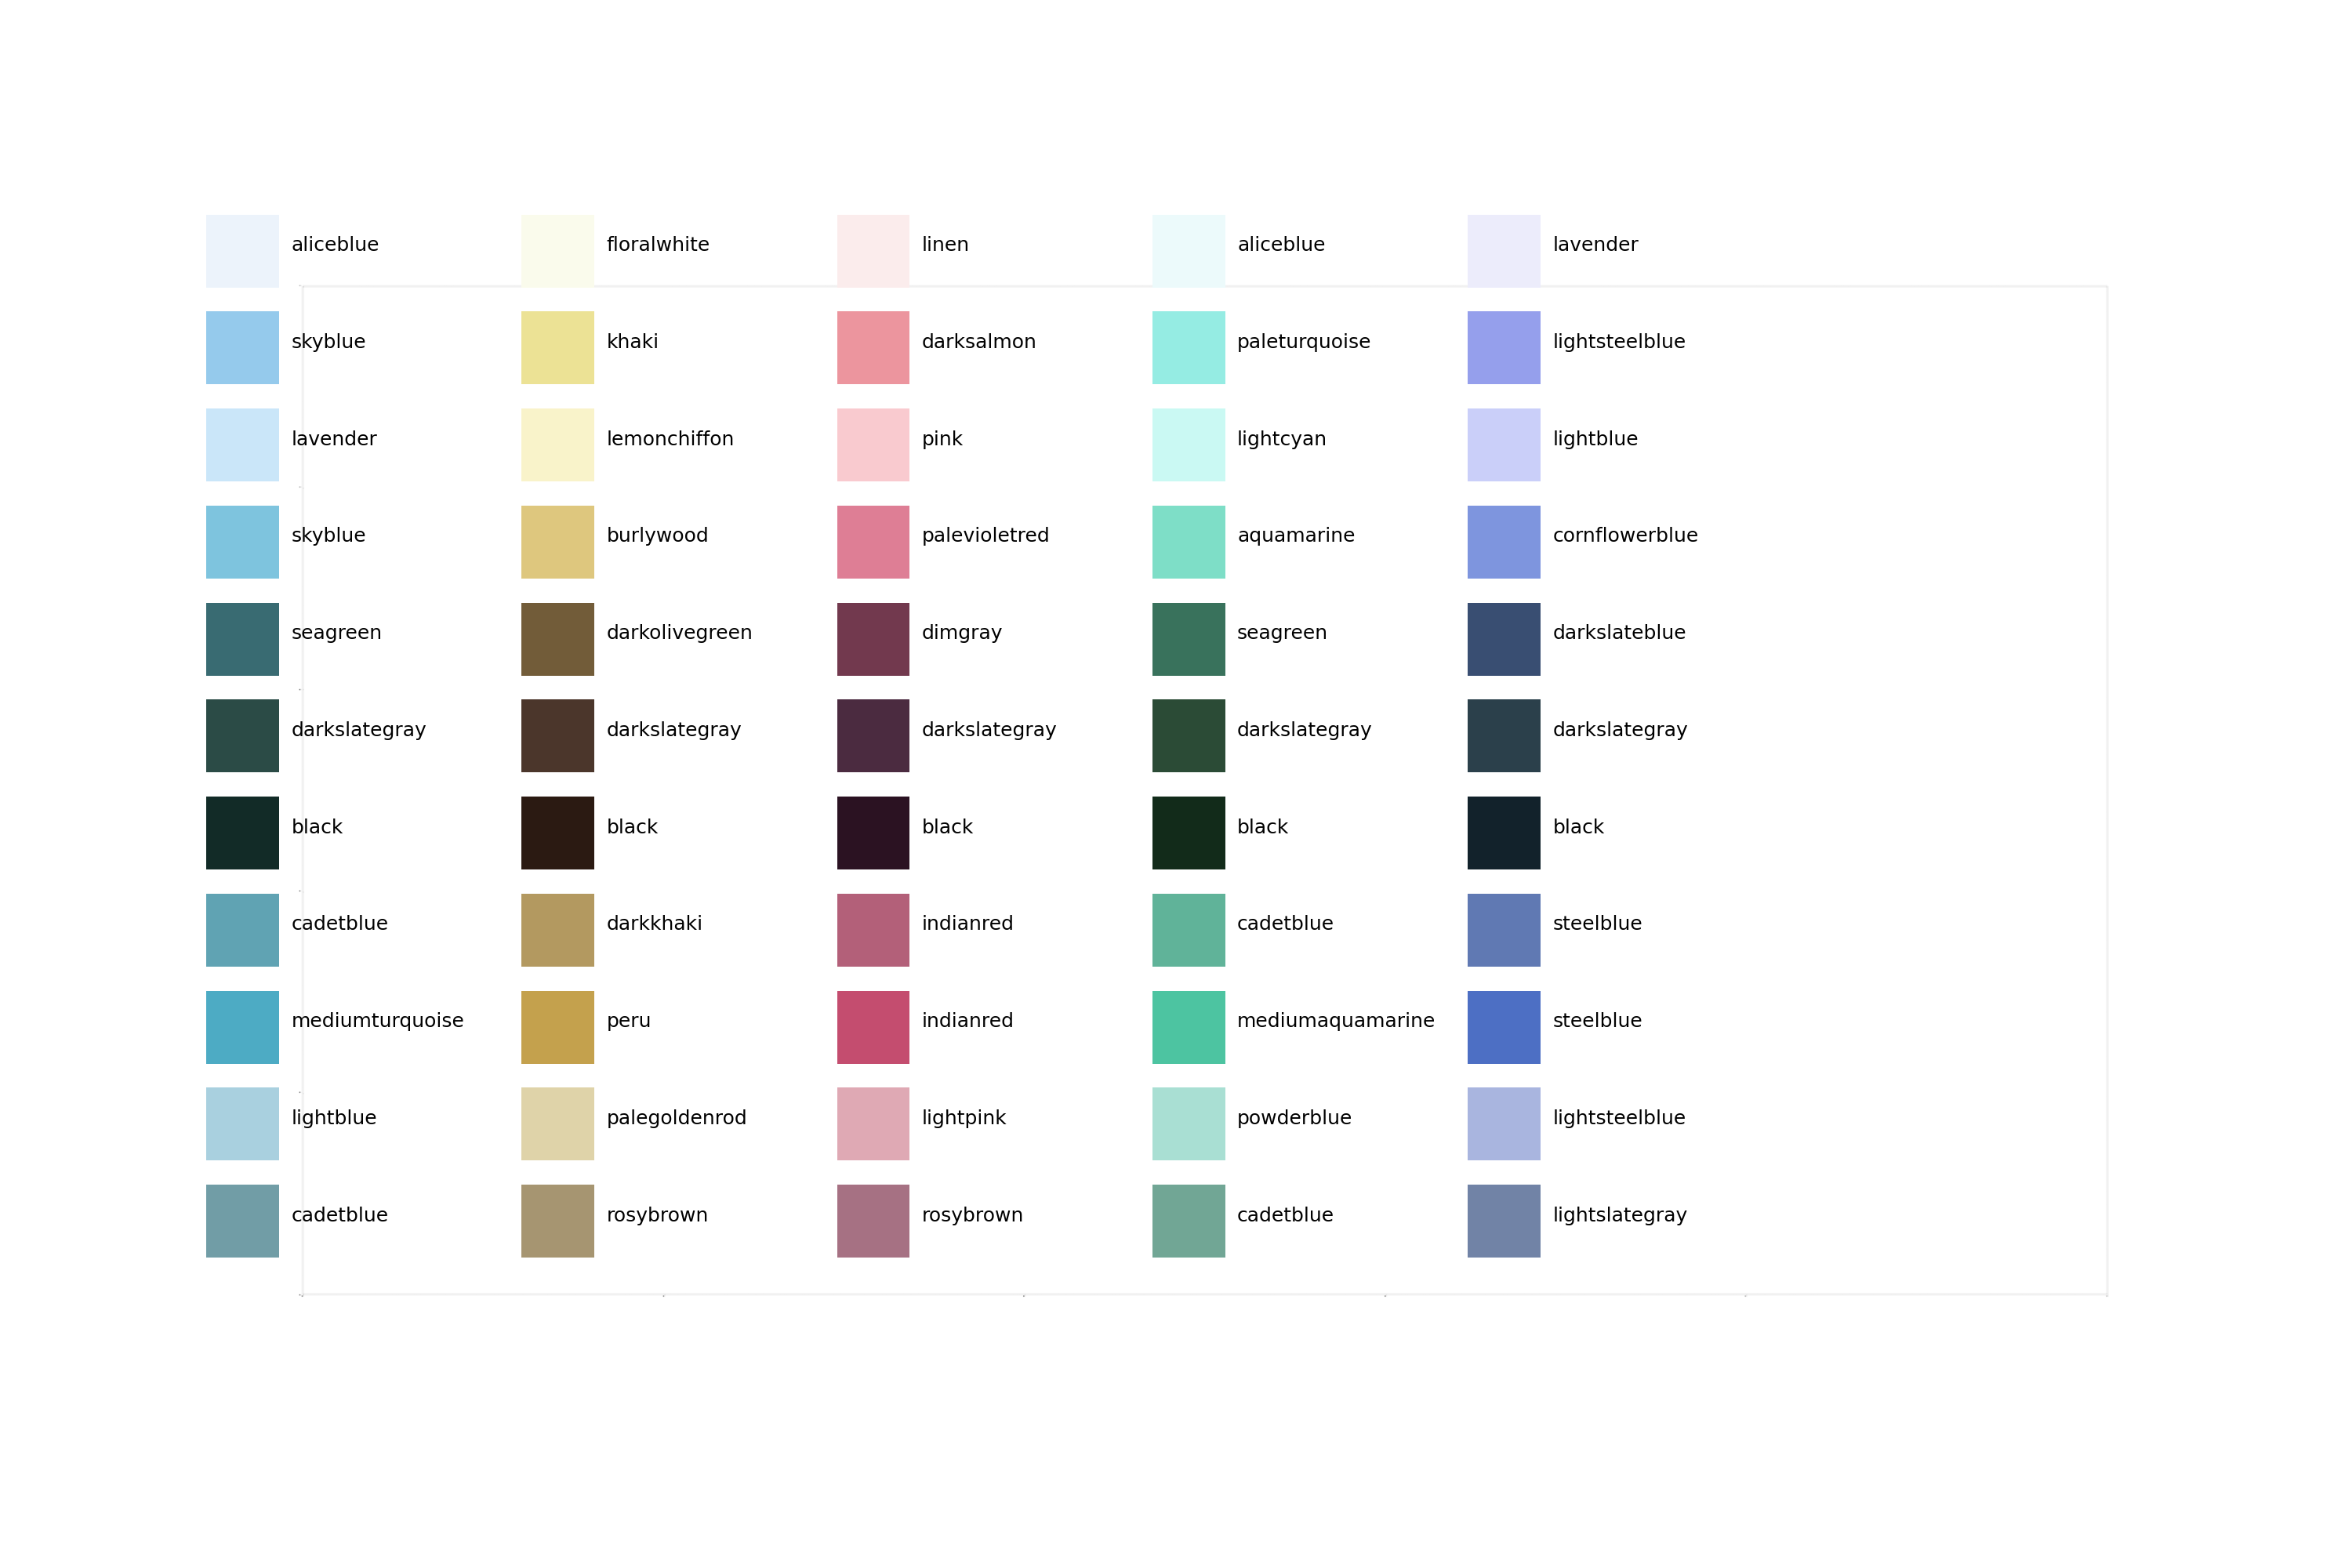 aliceblue floralwhite linen aliceblue lavender
skyblue khaki darksalmon paleturquoise lightsteelblue
lavender lemonchiffon pink lightcyan lightblue
skyblue burlywood palevioletred aquamarine cornflowerblue
seagreen darkolivegreen dimgray seagreen darkslateblue
darkslategray darkslategray darkslategray darkslategray darkslategray
black black black black black
cadetblue darkkhaki indianred cadetblue steelblue
mediumturquoise peru indianred mediumaquamarine steelblue
lightblue palegoldenrod lightpink powderblue lightsteelblue
cadetblue rosybrown rosybrown cadetblue lightslategray